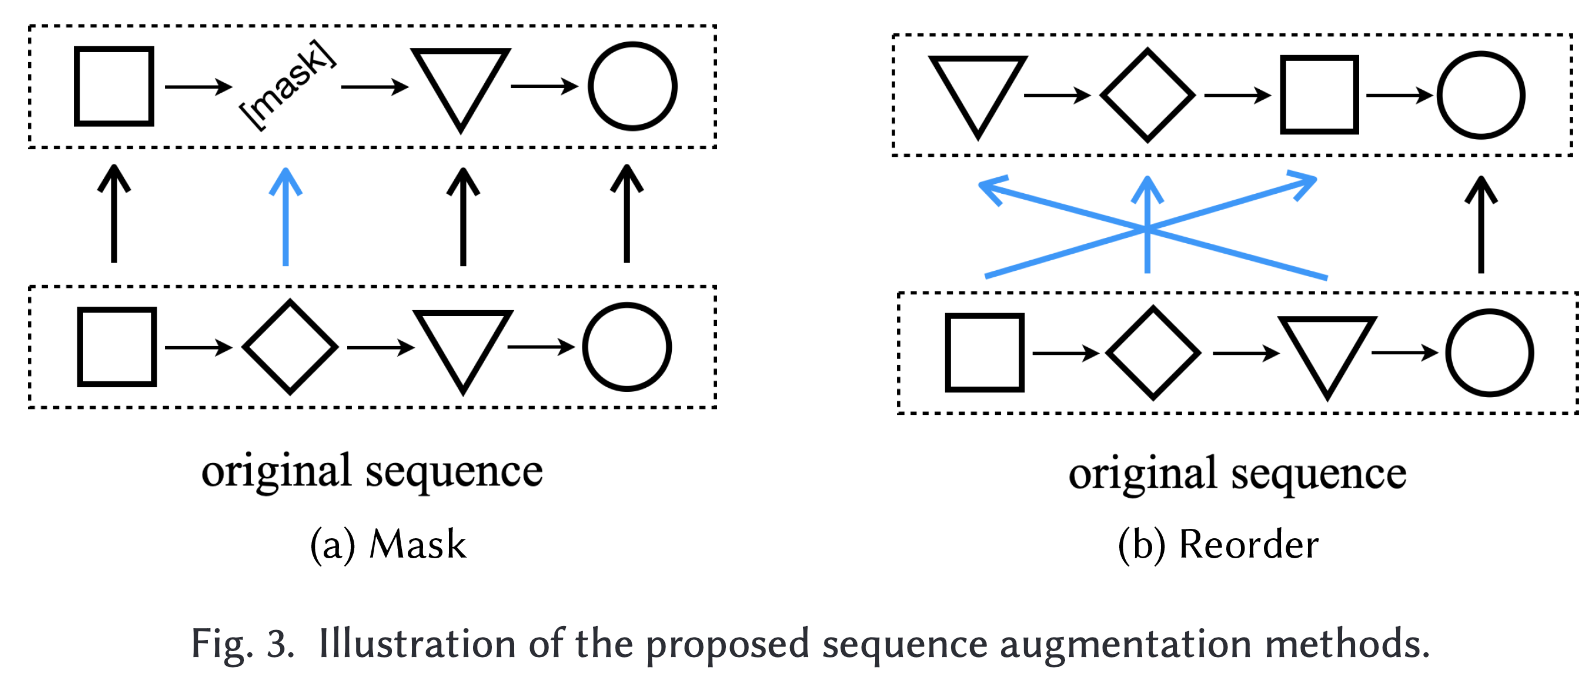 [mask]
original sequence
(a) Mask
original sequence
(b) Reorder
Fig. 3. Illustration of the proposed sequence augmentation methods.